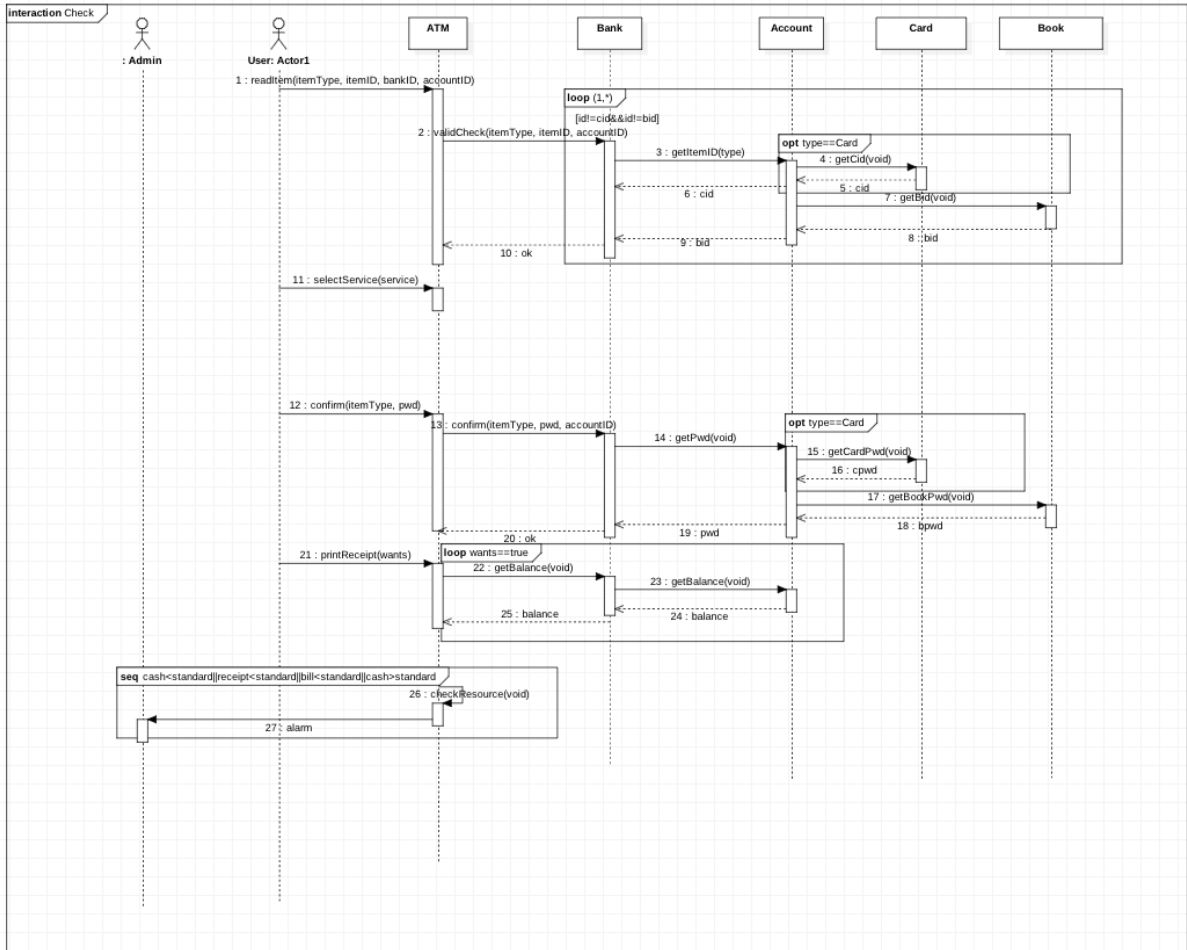 interaction Check
ATM
Bank
Account
Card
Book
: Admin
User: Actor1
1 : readItem(itemType, itemID, bankID, accountID)
loop (1,*)
[id!=cid&&id!=bid]
2 : validCheck(itemType, itemID, accountID)
opt type==Card
3 : getItemID(type)
4 : getCid(void)
5 : cid
6 : cid
7 : getBid(void)
8 : bid
9 : bid
10 : ok
11 : selectService(service)
12 : confirm(itemType, pwd)
13 : confirm(itemType, pwd, accountID)
opt type==Card
14 : getPwd(void)
15 : getCardPwd(void)
16 : cpwd
17 : getBookPwd(void)
18 : bpwd
19 : pwd
20 : ok
21 : printReceipt(wants)
loop wants==true
22 : getBalance(void)
23 : getBalance(void)
24 : balance
25 : balance
seq cash<standard||receipt<standard||bill<standard||cash>standard
26 : checkResource(void)
27 : alarm